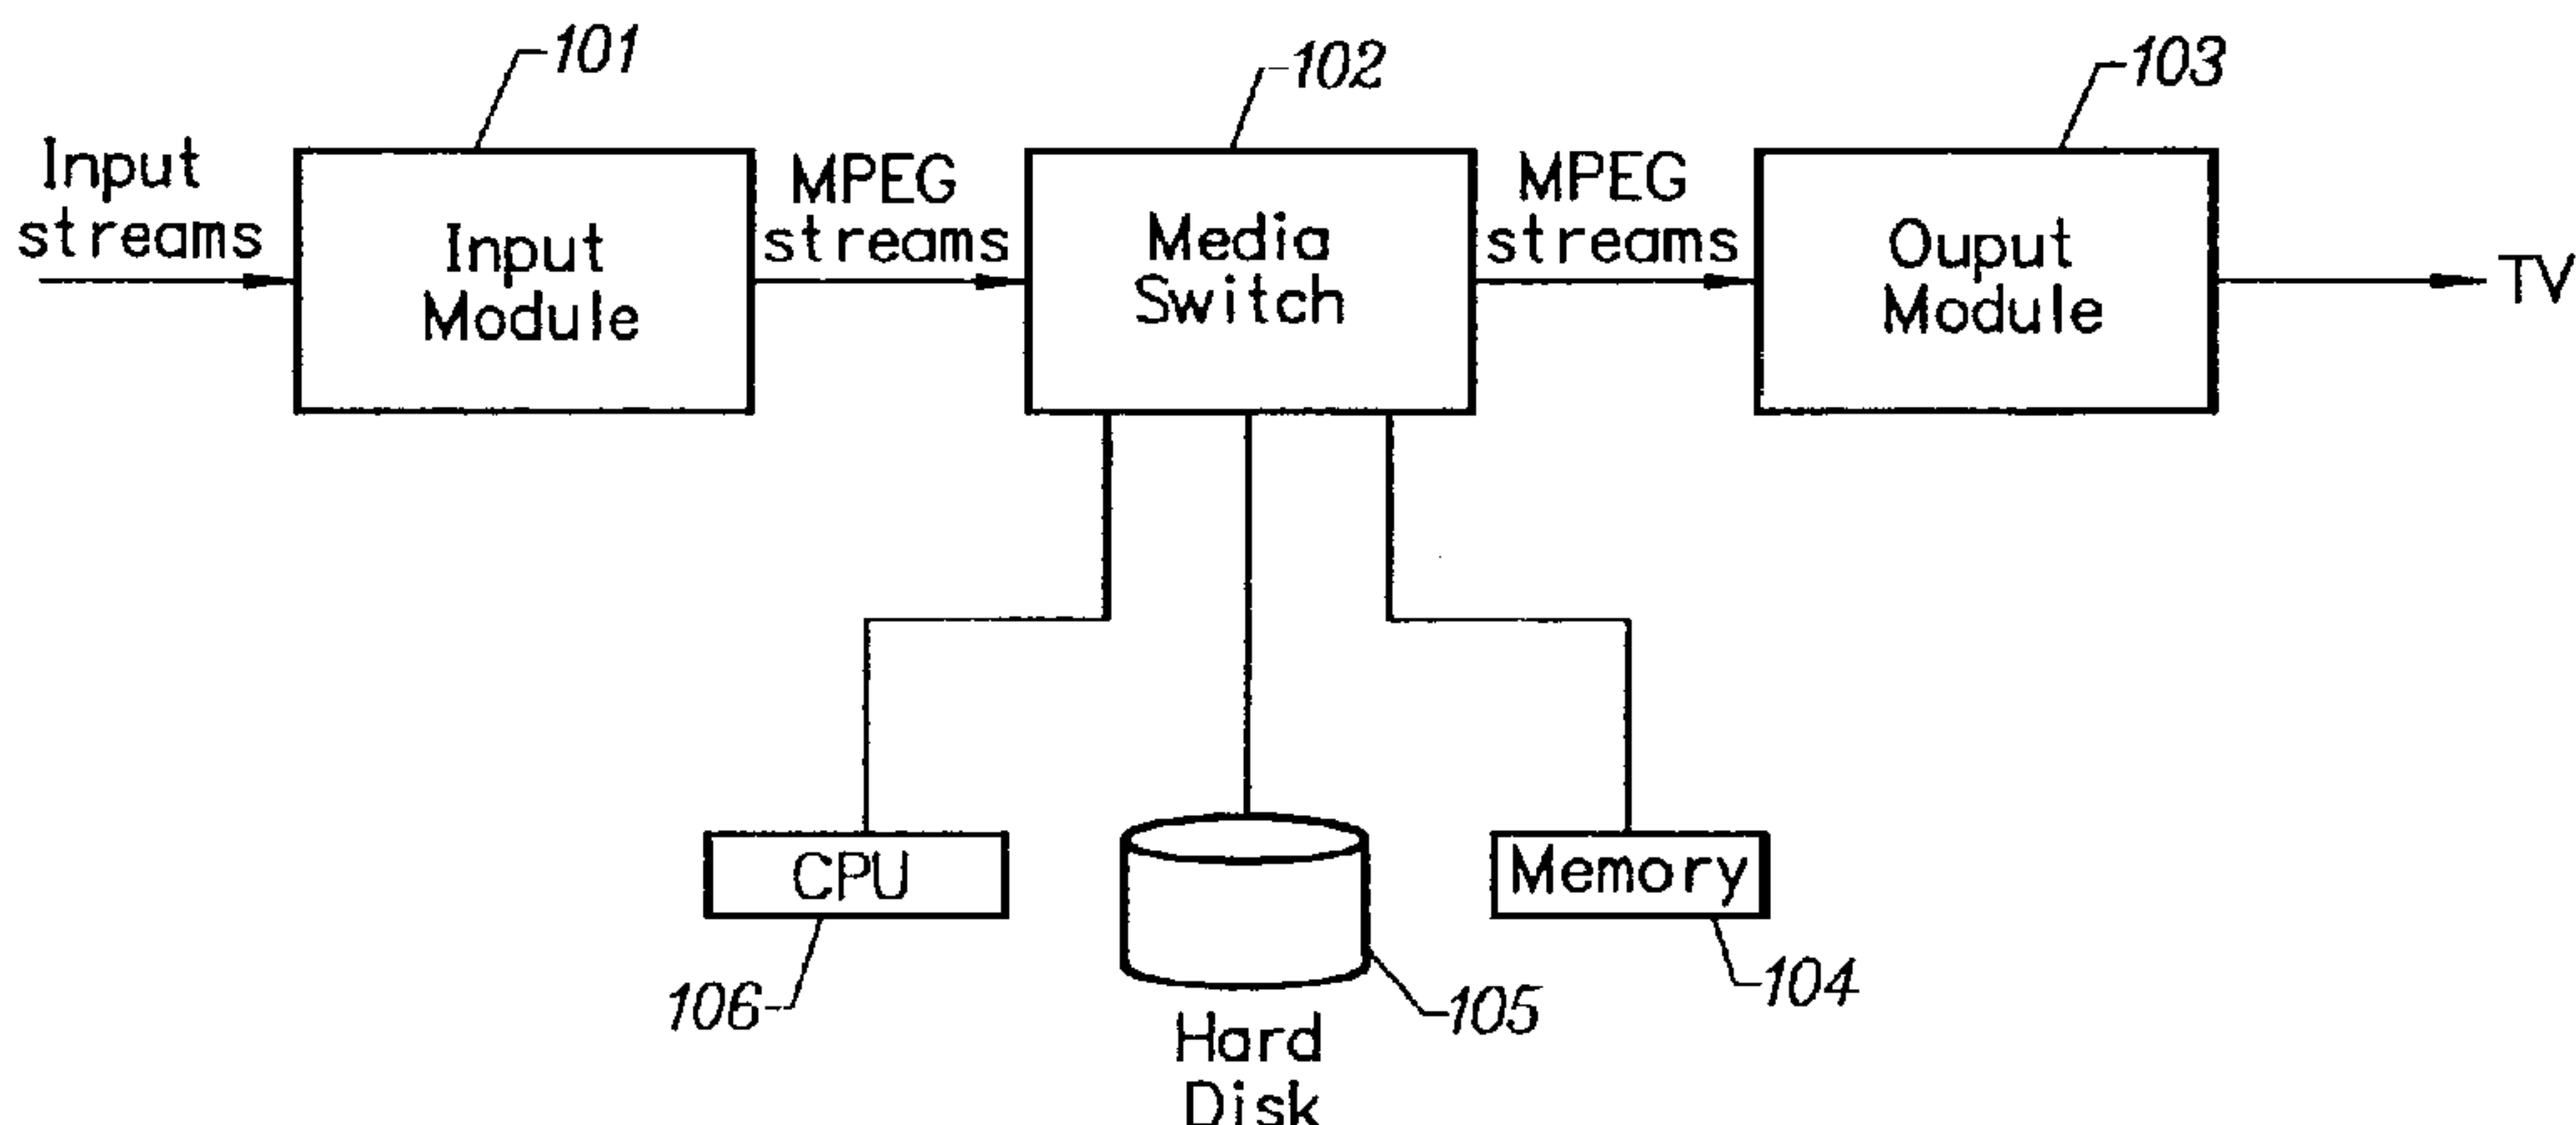 101
102
103
Input
streams
MPEG
streams
MPEG
streams
Input
Module
Media
Switch
Ouput
Module
TV
CPU
Memory
106
105
104
Hard
Disk